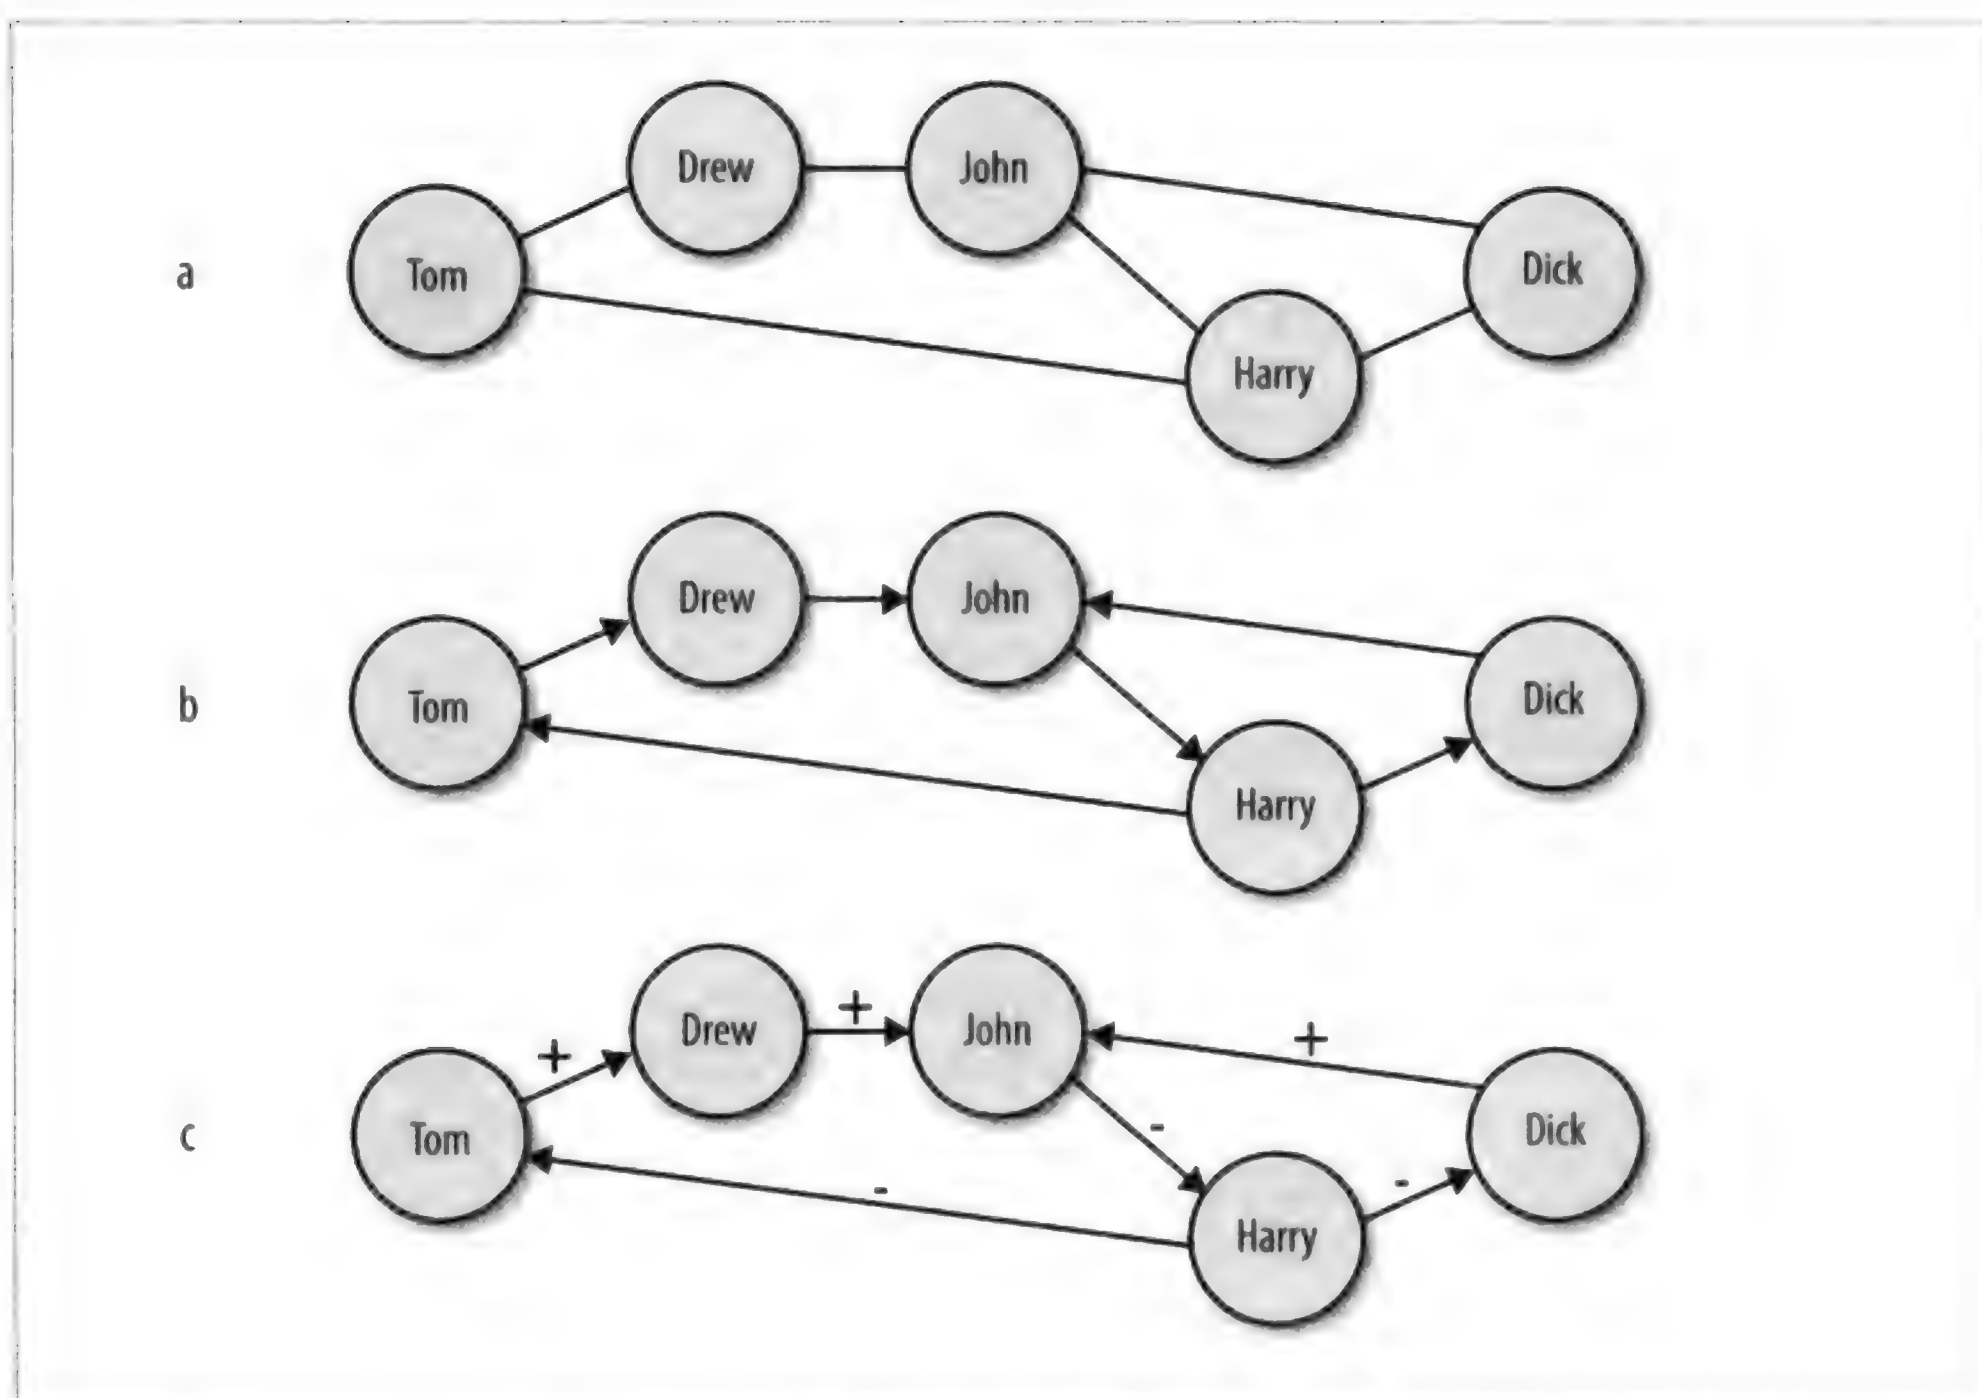 Drew John
Tom Dick
a
Harry
Drew John
Tom Dick
b
Harry
+
Drew John
+ +
Tom Dick
c
-
-
-
Harry